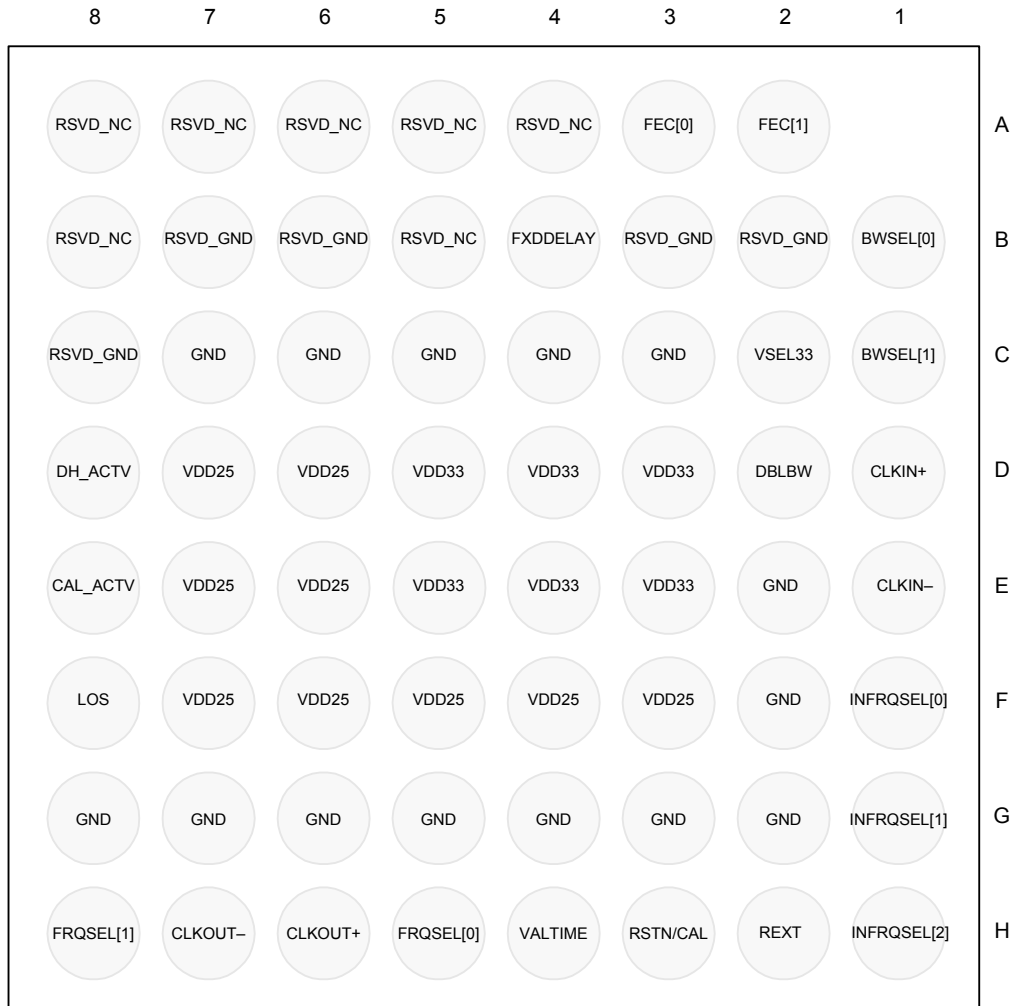 8 7 6 5 4 3 2 1
RSVD_NC RSVD_NC RSVD_NC RSVD_NC RSVD_NC FEC[0] FEC[1] A
RSVD_NC RSVD_GND RSVD_GND RSVD_NC FXDDELAY RSVD_GND RSVD_GND BWSEL[0] B
RSVD_GND GND GND GND GND GND VSEL33 BWSEL[1] C
DH_ACTV VDD25 VDD25 VDD33 VDD33 VDD33 DBLBW CLKIN+ D
CAL_ACTV VDD25 VDD25 VDD33 VDD33 VDD33 GND CLKIN– E
LOS VDD25 VDD25 VDD25 VDD25 VDD25 GND INFRQSEL[0] F
GND GND GND GND GND GND GND INFRQSEL[1] G
FRQSEL[1] CLKOUT– CLKOUT+ FRQSEL[0] VALTIME RSTN/CAL REXT INFRQSEL[2] H